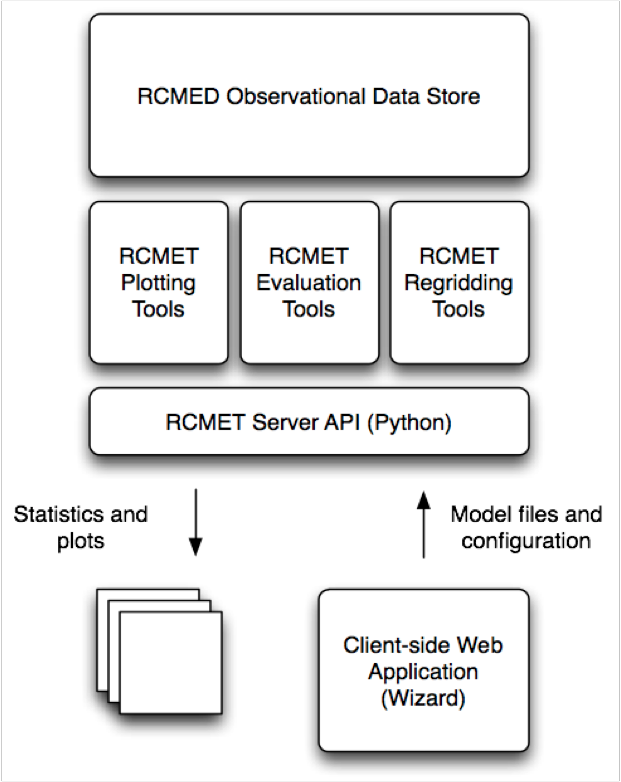 RCMED Observational Data Store
RCMET
Plotting
Tools
RCMET
Evaluation
Tools
RCMET
Regridding
Tools
RCMET Server API (Python)
Statistics and
plots
Model files and
configuration
Client-side Web
Application
(Wizard)